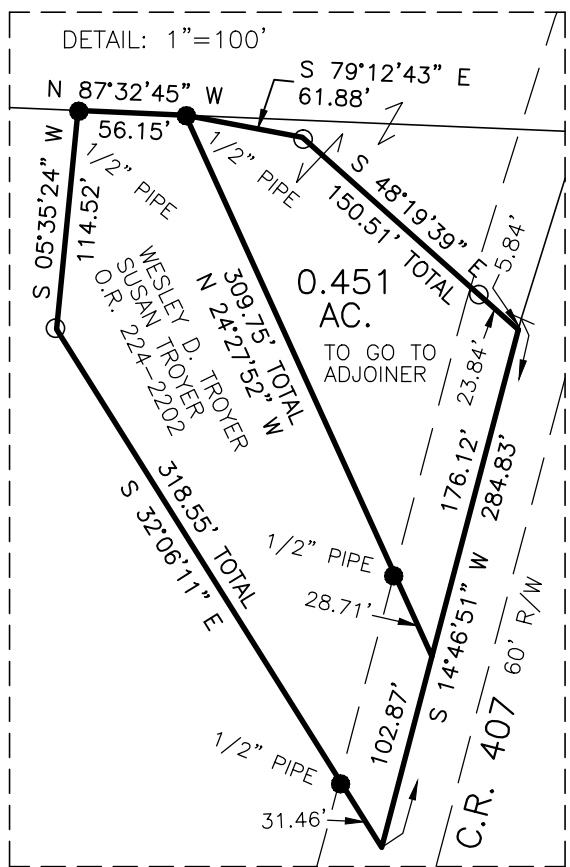 DETAIL: 1"=100'
S 79°12'43" E
61.88'
N 87°32'45" W
56.15'
1/2" PIPE
1/2" PIPE
S 05°35'24" W
114.52'
S 48°19'39" E
150.51' TOTAL
5.84'
23.84'
WESLEY D. TROYER
SUSAN TROYER
O.R. 224-2202
309.75' TOTAL
N 24°27'52" W
0.451
AC.
TO GO TO
ADJOINER
176.12'
284.83'
318.55' TOTAL
S 32°06'11" E
1/2" PIPE
28.71'
S 14°46'51" W
102.87'
1/2" PIPE
31.46'
C.R. 407 60' R/W